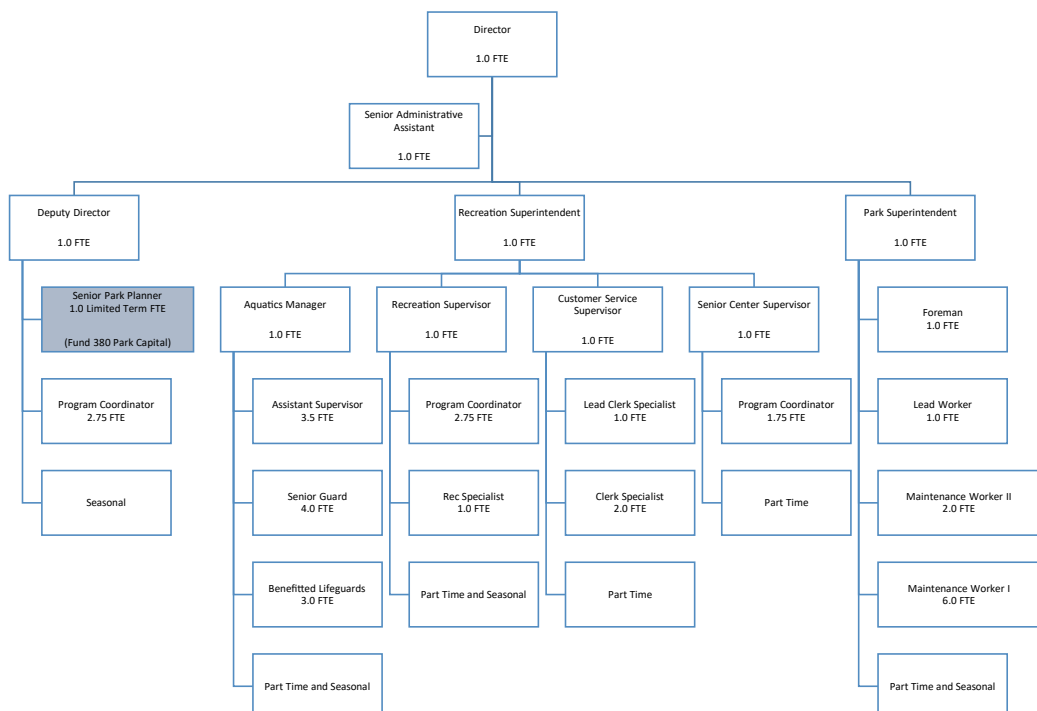 Director
1.0 FTE
Senior Administrative
Assistant
1.0 FTE
Deputy Director
1.0 FTE
Recreation Superintendent
1.0 FTE
Park Superintendent
1.0 FTE
Senior Park Planner
1.0 Limited Term FTE
(Fund 380 Park Capital)
Aquatics Manager
1.0 FTE
Recreation Supervisor
1.0 FTE
Customer Service
Supervisor
1.0 FTE
Senior Center Supervisor
1.0 FTE
Foreman
1.0 FTE
Program Coordinator
2.75 FTE
Assistant Supervisor
3.5 FTE
Program Coordinator
2.75 FTE
Lead Clerk Specialist
1.0 FTE
Program Coordinator
1.75 FTE
Lead Worker
1.0 FTE
Seasonal
Senior Guard
4.0 FTE
Rec Specialist
1.0 FTE
Clerk Specialist
2.0 FTE
Part Time
Maintenance Worker II
2.0 FTE
Benefitted Lifeguards
3.0 FTE
Part Time and Seasonal
Part Time
Maintenance Worker I
6.0 FTE
Part Time and Seasonal
Part Time and Seasonal